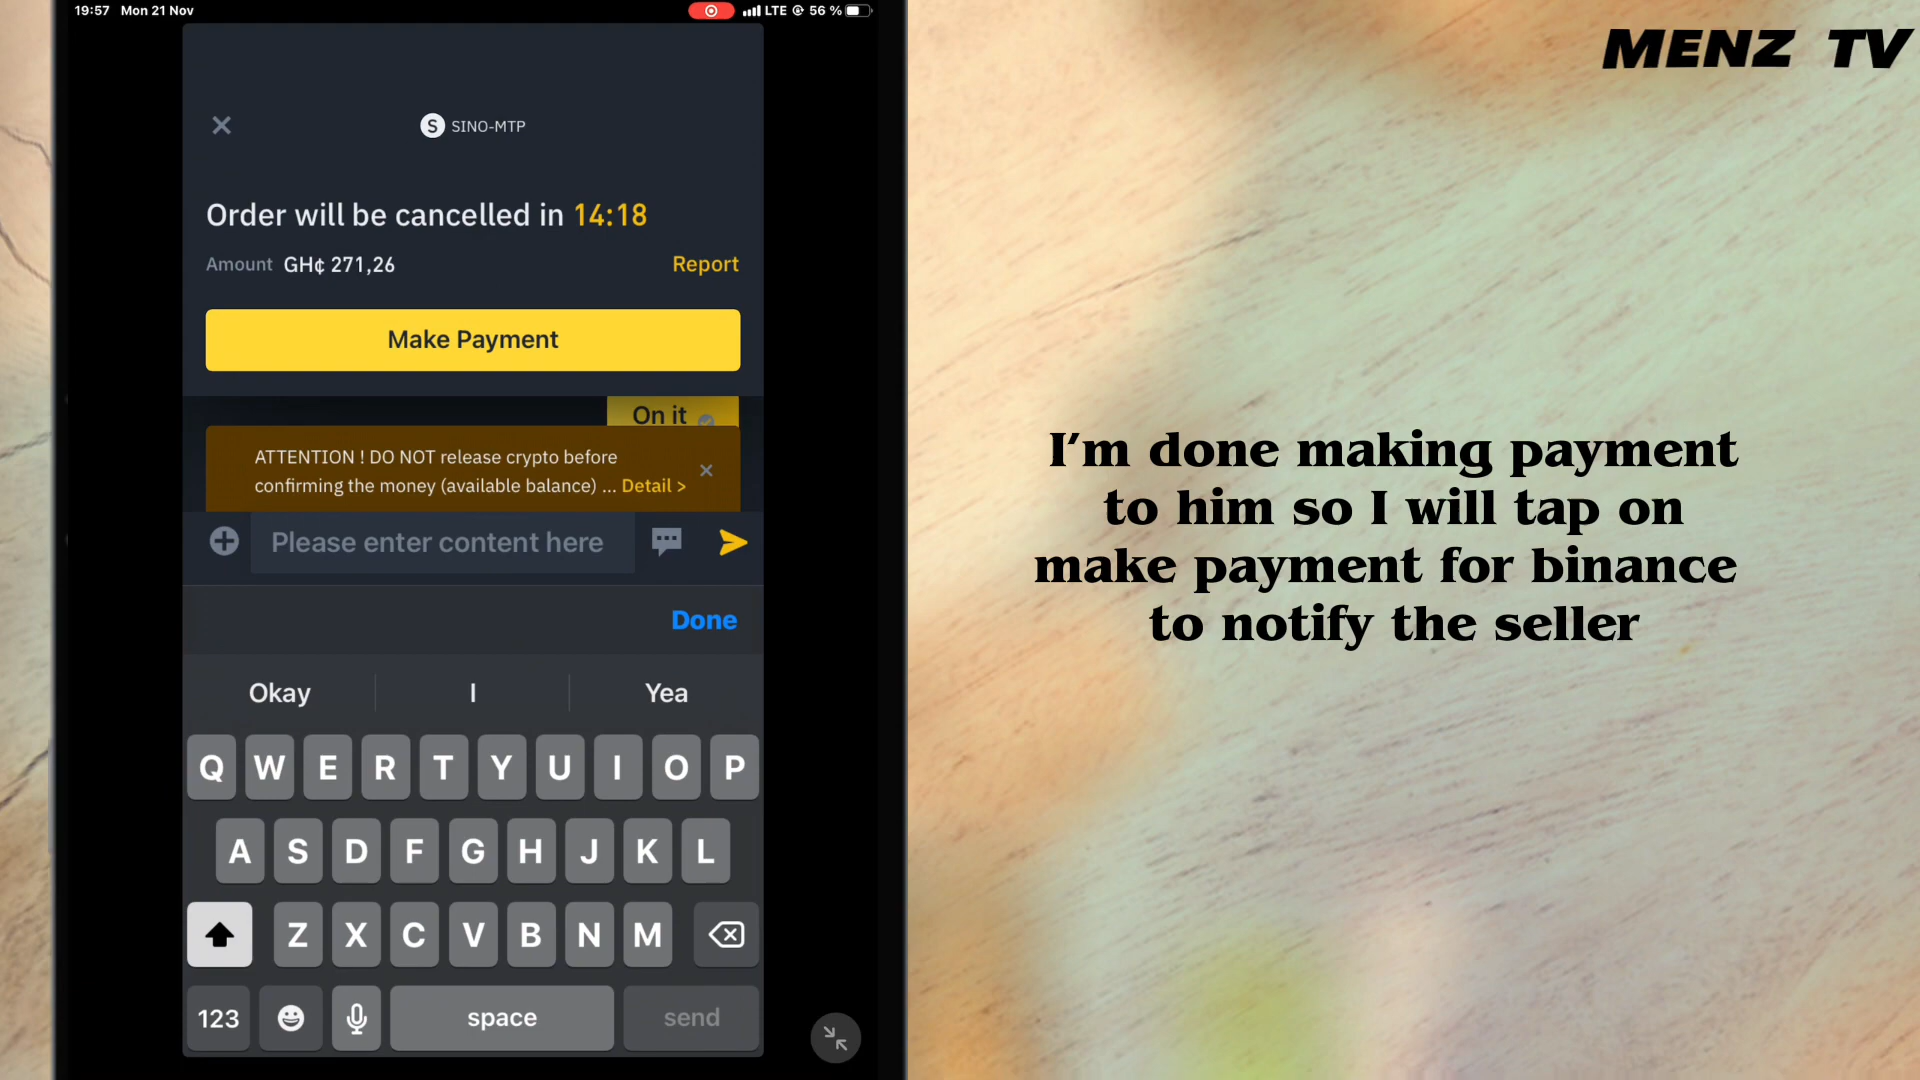 19:57 Mon 21 Nov
LTE 56 %
MENZ TV
S SINO-MTP
Order will be cancelled in 14:18
Amount GH¢ 271,26 Report
Make Payment
On it
ATTENTION ! DO NOT release crypto before
confirming the money (available balance) ... Detail >
Please enter content here
Done
Okay I Yea
Q W E R T Y U I O P
A S D F G H J K L
Z X C V B N M
123 space send
I'm done making payment
to him so I will tap on
make payment for binance
to notify the seller